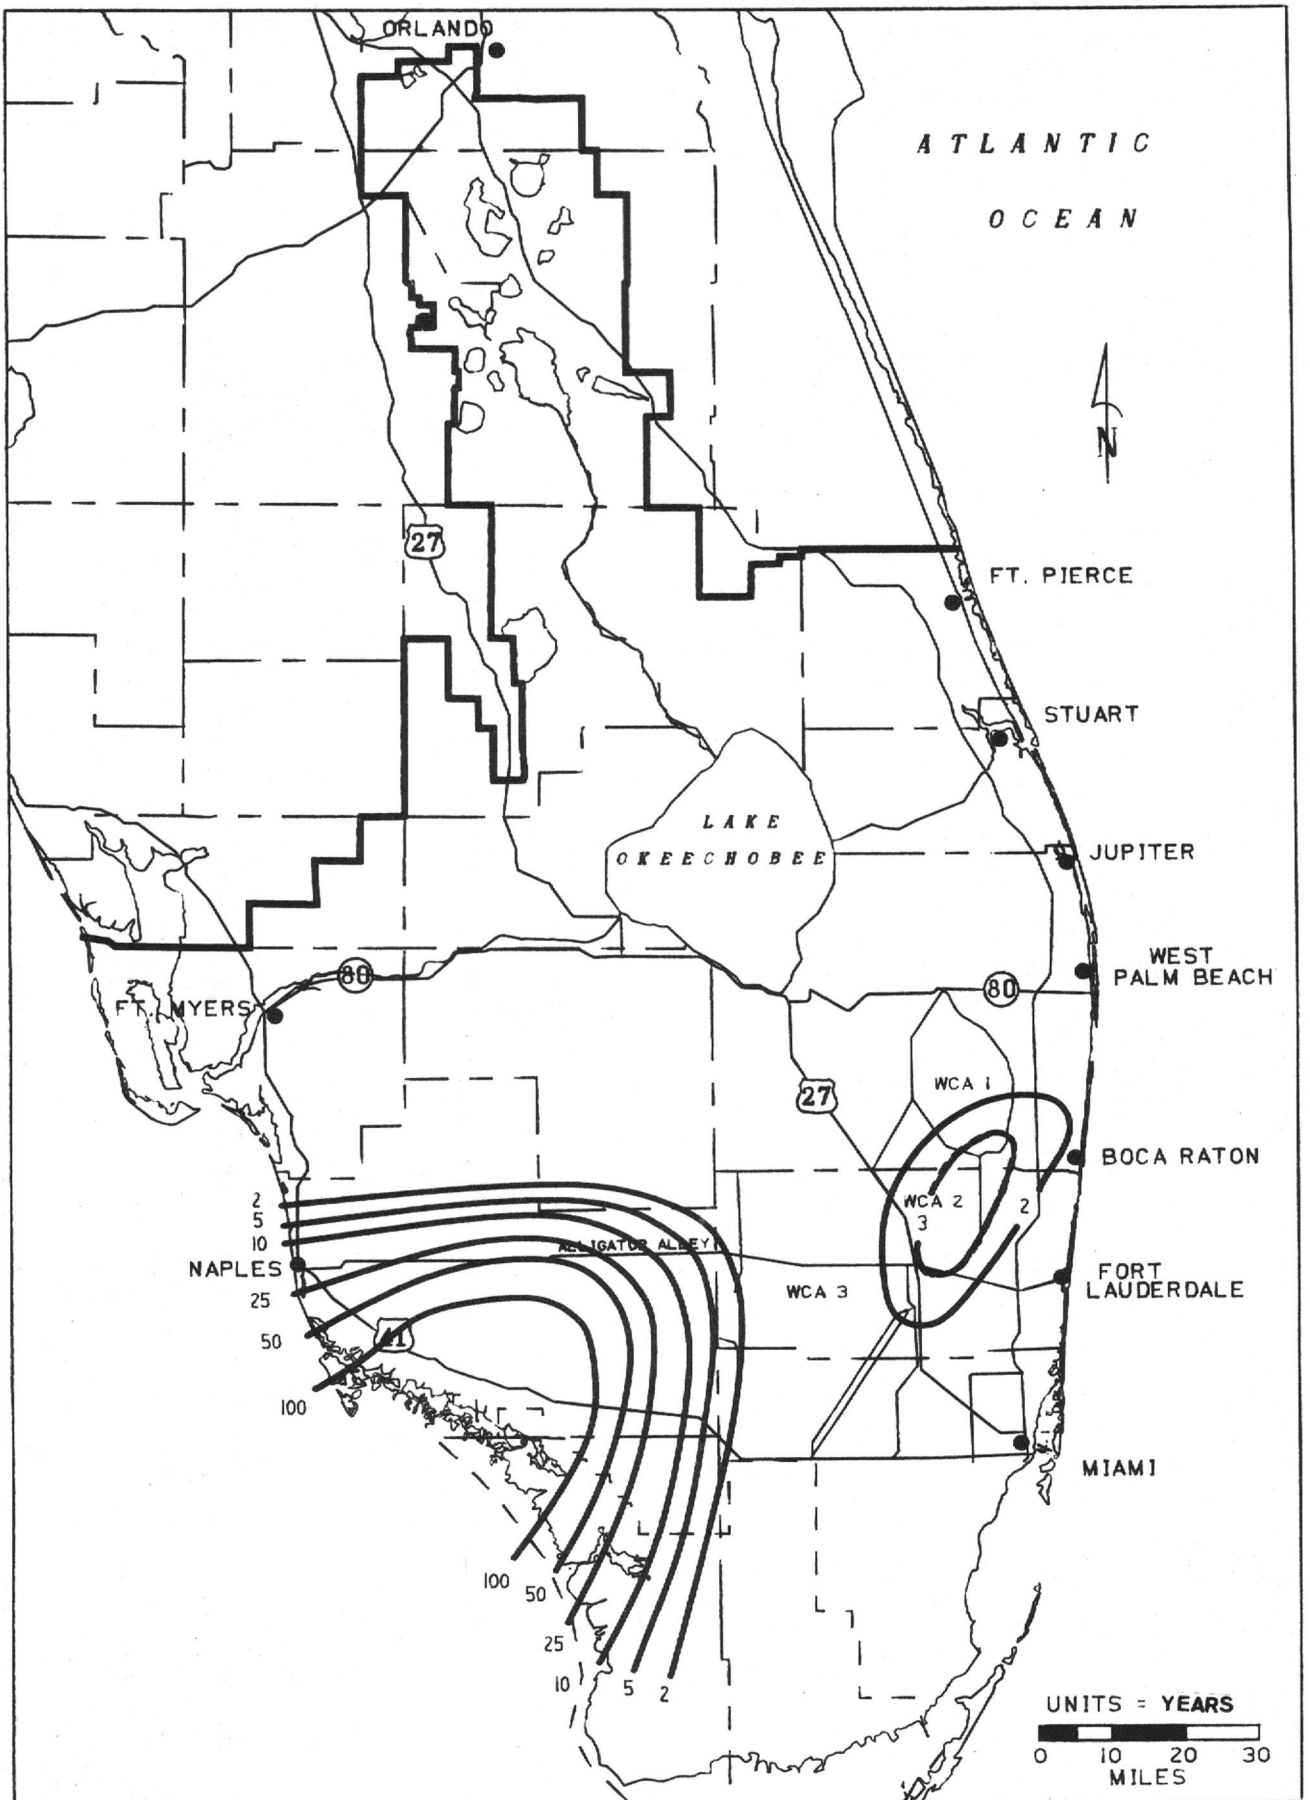 ORLANDO
ATLANTIC
OCEAN
N
27
FT. PIERCE
STUART
LAKE
OKEECHOBEE
JUPITER
WEST
PALM BEACH
80
80
FT. MYERS
WCA 1
27
BOCA RATON
2
5
10
WCA 2
3
2
ALLIGATOR ALLEY
NAPLES
25
WCA 3
FORT
LAUDERDALE
50
41
100
MIAMI
100
50
25
10
5
2
UNITS = YEARS
0 10 20 30
MILES